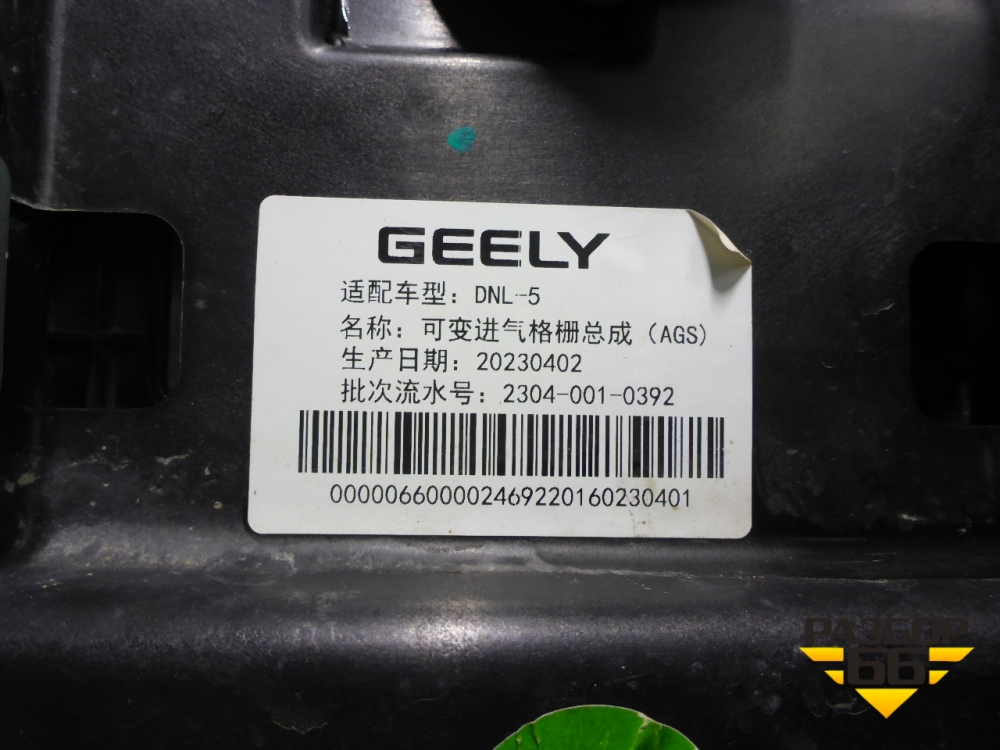 GEELY
适配车型：DNL-5
名称：可变进气格栅总成（AGS）
生产日期：20230402
批次流水号：2304-001-0392
000006600002469220160230401
РАЗБОР
66